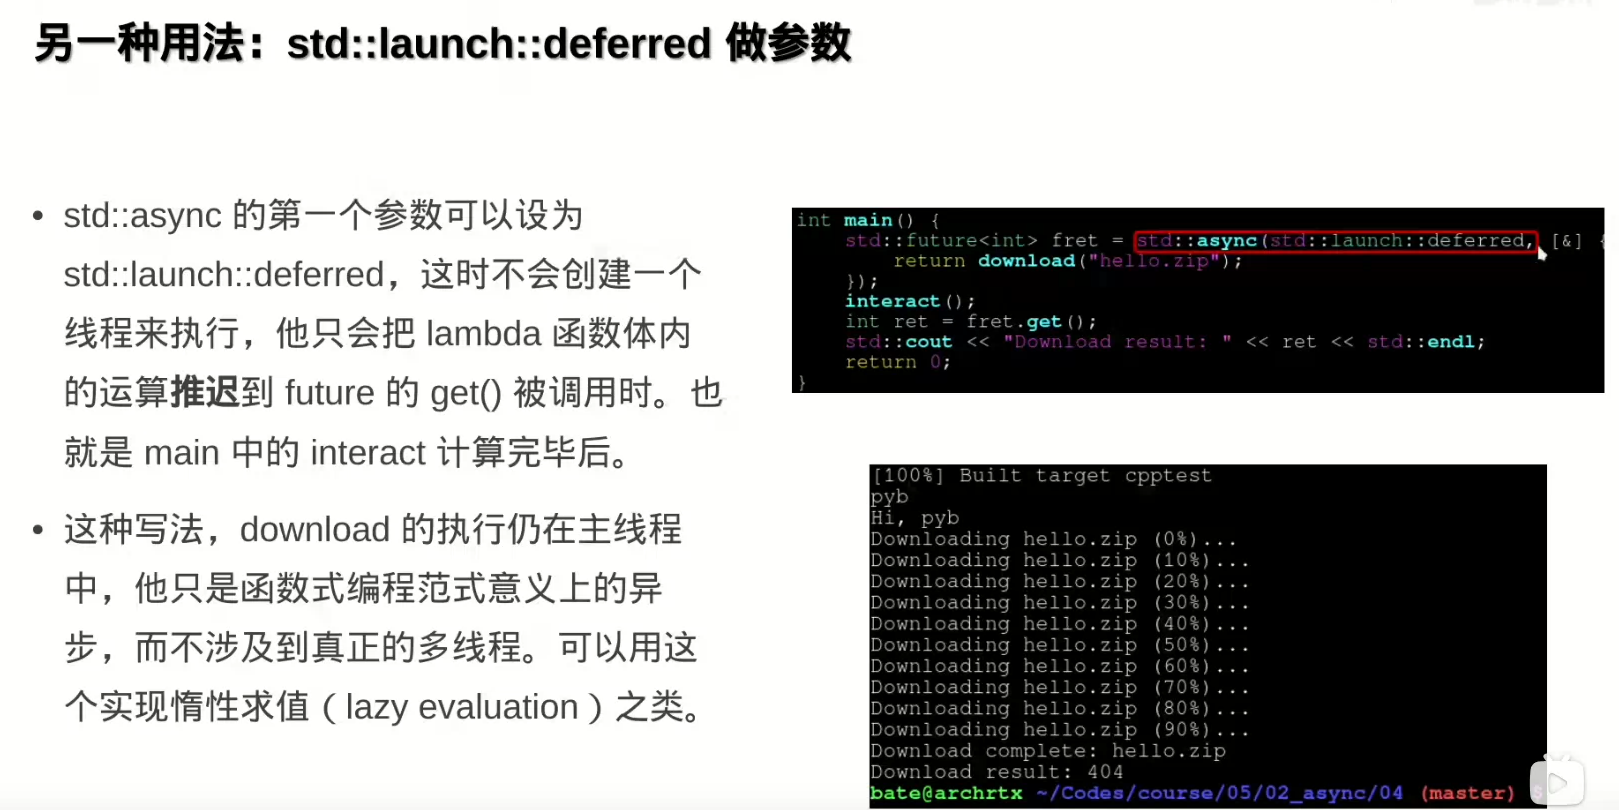 另一种用法：std::launch::deferred 做参数
• std::async 的第一个参数可以设为
std::launch::deferred，这时不会创建一个
线程来执行，他只会把 lambda 函数体内
的运算推迟到 future 的 get() 被调用时。也
就是 main 中的 interact 计算完毕后。
• 这种写法，download 的执行仍在主线程
中，他只是函数式编程范式意义上的异
步，而不涉及到真正的多线程。可以用这
个实现惰性求值（lazy evaluation）之类。
int main() {
    std::future<int> fret = std::async(std::launch::deferred, [&] {
        return download("hello.zip");
    });
    interact();
    int ret = fret.get();
    std::cout << "Download result: " << ret << std::endl;
    return 0;
}
[100%] Built target cpptest
pyb
Hi, pyb
Downloading hello.zip (0%)...
Downloading hello.zip (10%)...
Downloading hello.zip (20%)...
Downloading hello.zip (30%)...
Downloading hello.zip (40%)...
Downloading hello.zip (50%)...
Downloading hello.zip (60%)...
Downloading hello.zip (70%)...
Downloading hello.zip (80%)...
Downloading hello.zip (90%)...
Download complete: hello.zip
Download result: 404
bate@archrtx ~/Codes/course/05/02_async/04 (master) $